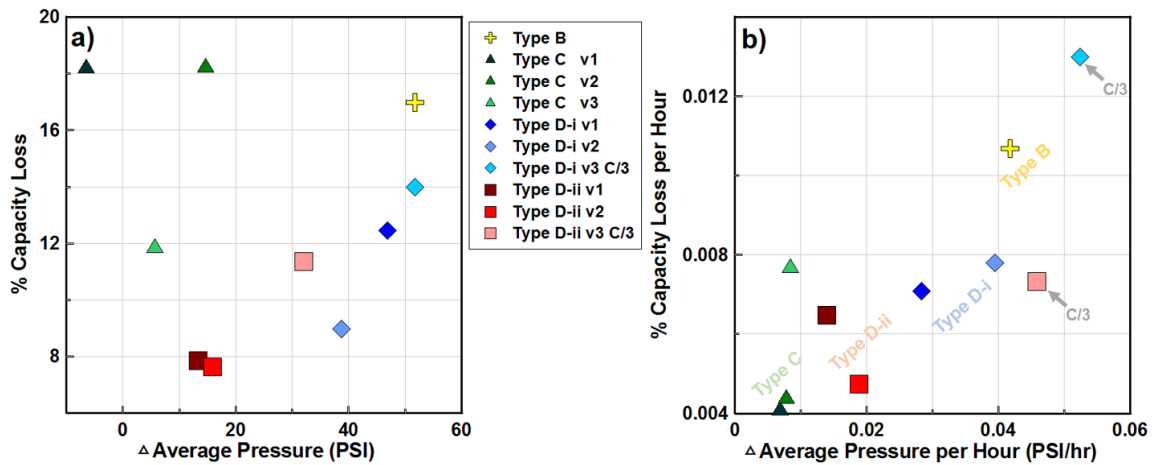 a)
% Capacity Loss
20
16
12
8
0
20
40
60
△ Average Pressure (PSI)
Type B
Type C v1
Type C v2
Type C v3
Type D-i v1
Type D-i v2
Type D-i v3 C/3
Type D-ii v1
Type D-ii v2
Type D-ii v3 C/3
b)
% Capacity Loss per Hour
0.012
0.008
0.004
C/3
Type B
Type D-i
C/3
Type D-ii
Type C
0
0.02
0.04
0.06
△ Average Pressure per Hour (PSI/hr)